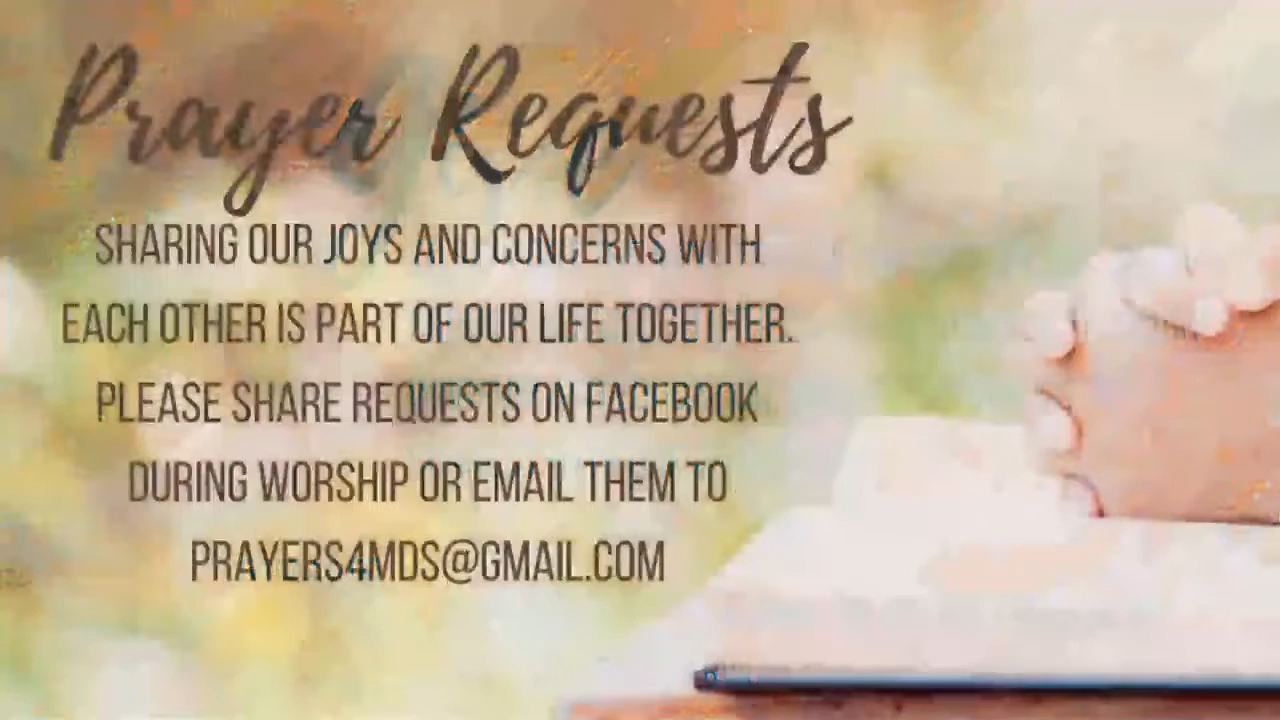 Prayer Requests
SHARING OUR JOYS AND CONCERNS WITH
EACH OTHER IS PART OF OUR LIFE TOGETHER.
PLEASE SHARE REQUESTS ON FACEBOOK
DURING WORSHIP OR EMAIL THEM TO
PRAYERS4MDS@GMAIL.COM